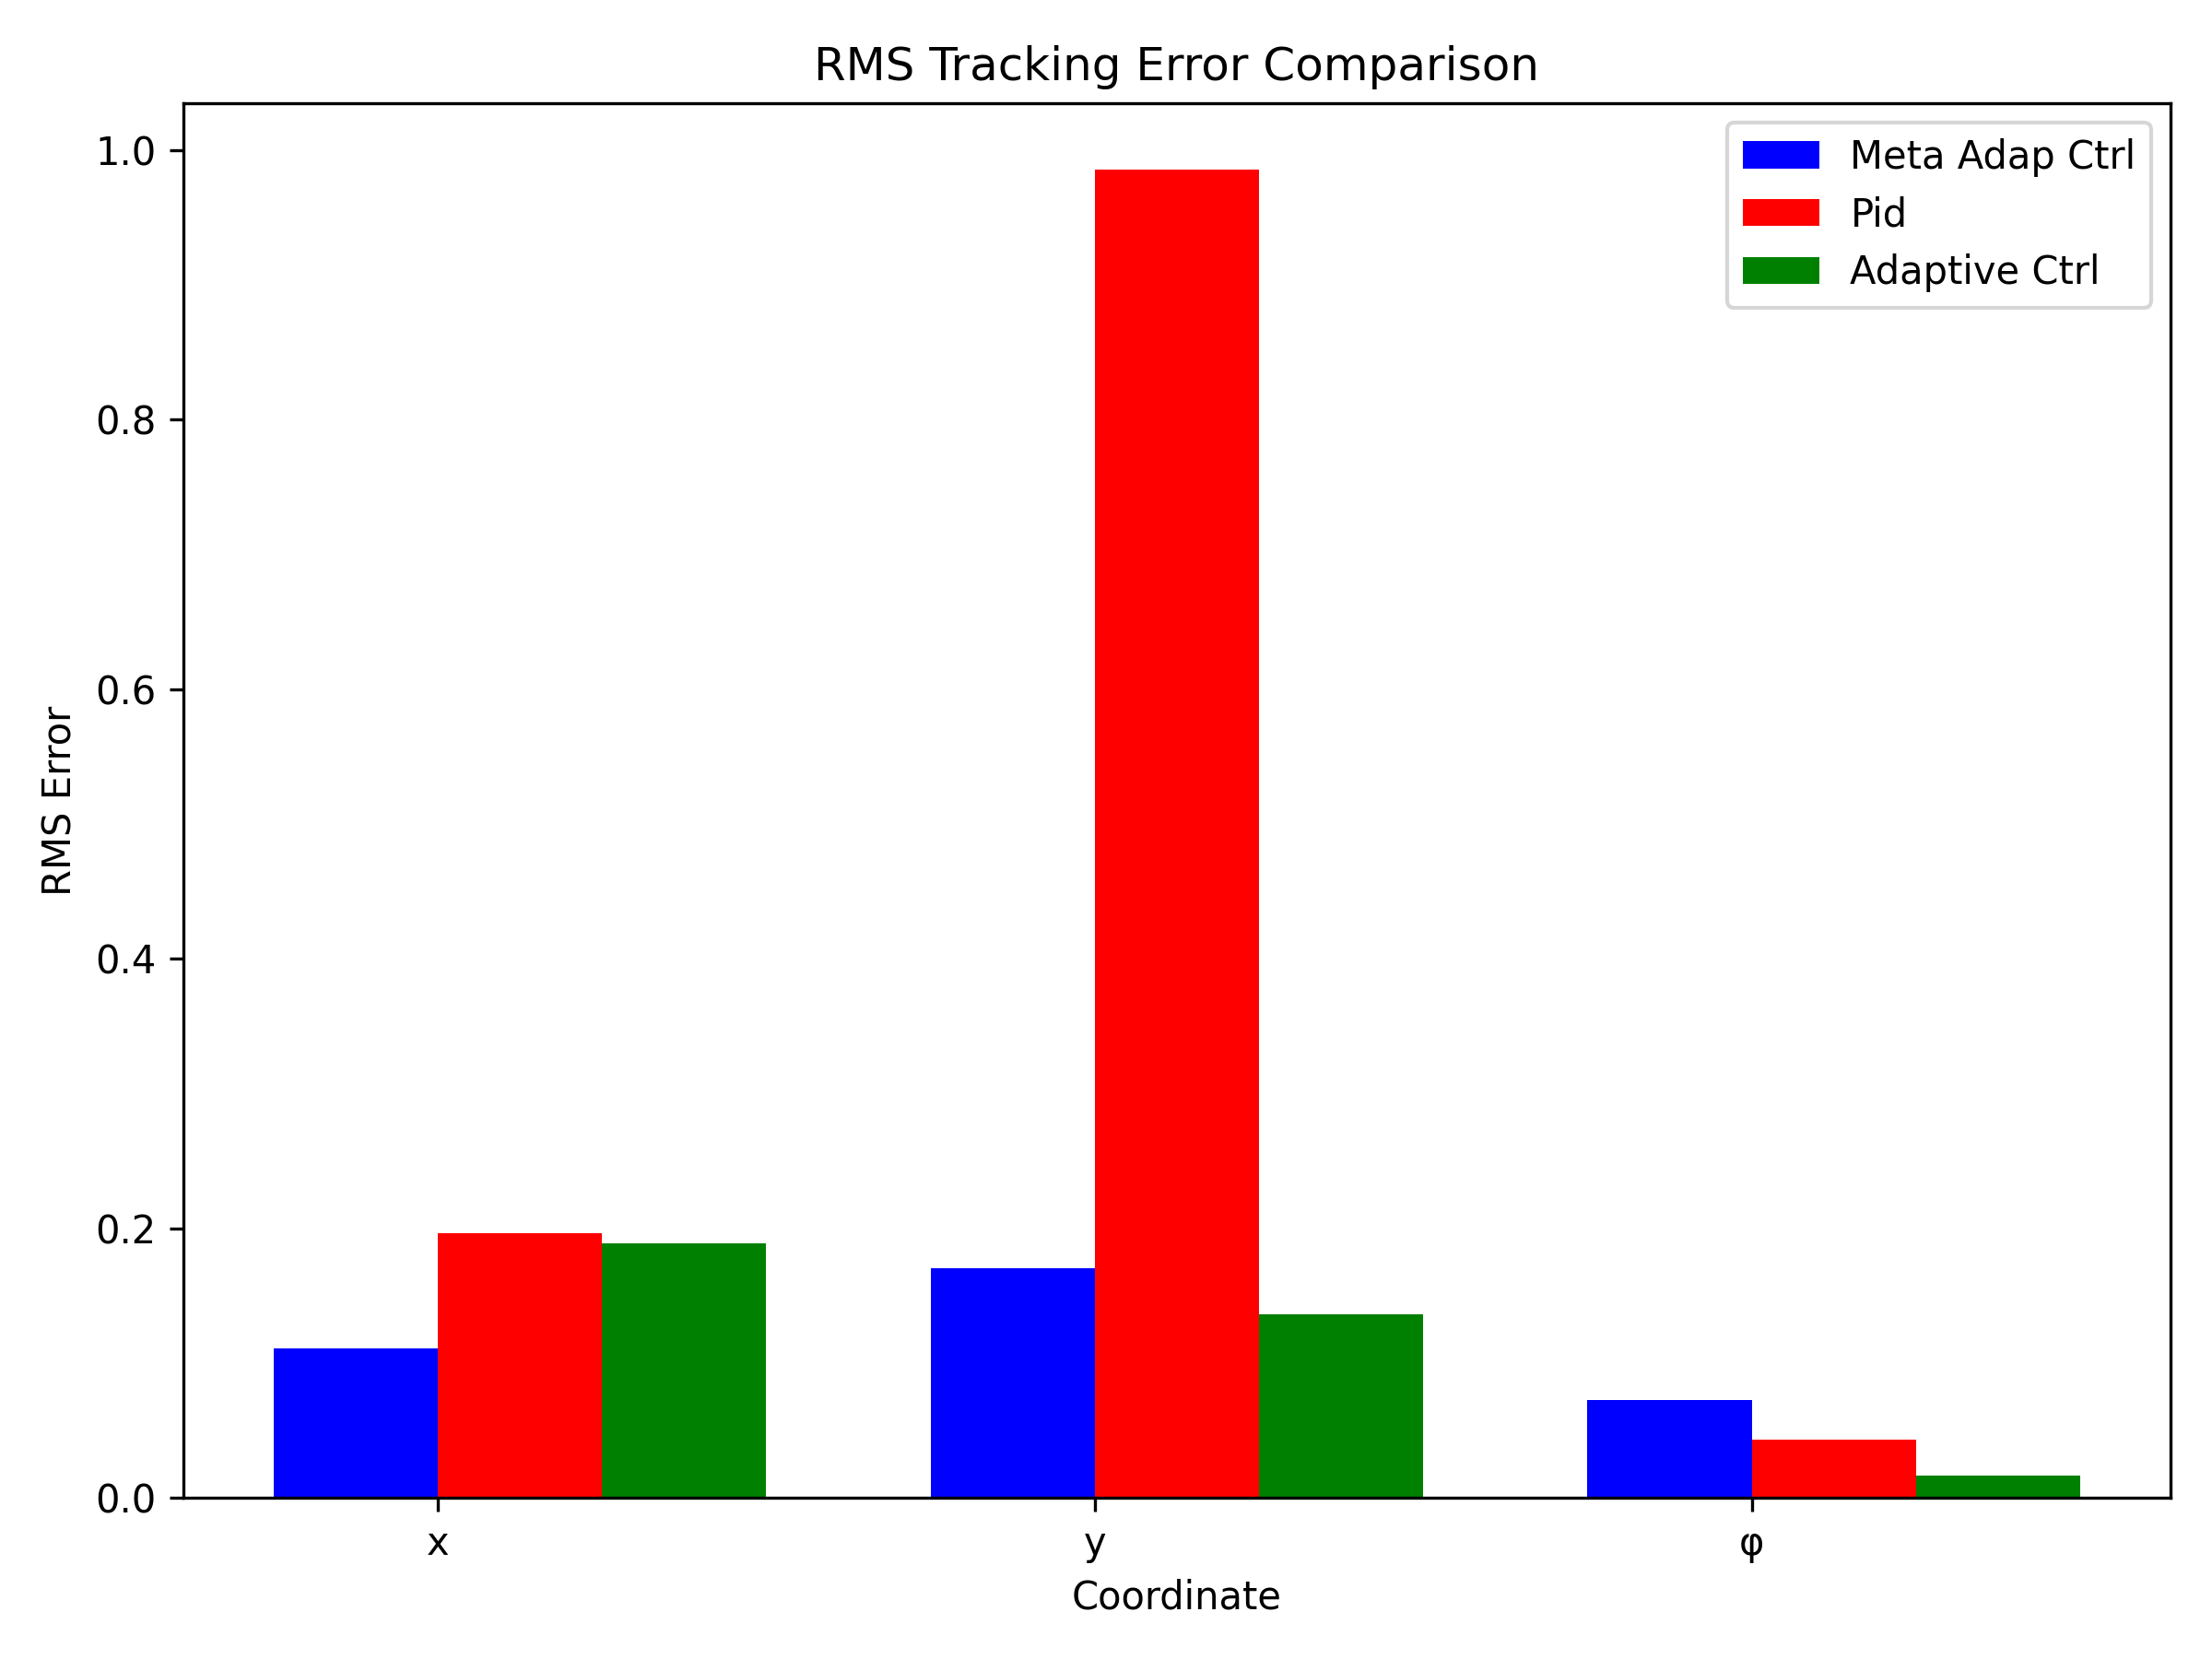 RMS Tracking Error Comparison
Meta Adap Ctrl
Pid
Adaptive Ctrl
RMS Error
1.0
0.8
0.6
0.4
0.2
0.0
x
y
φ
Coordinate